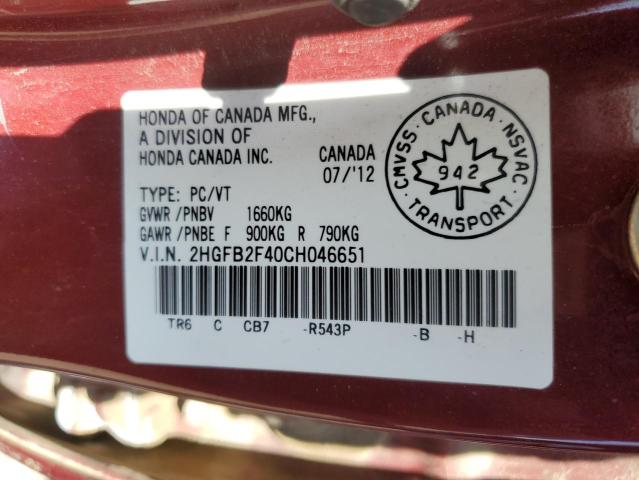 HONDA OF CANADA MFG.,
A DIVISION OF
HONDA CANADA INC.
CANADA
07/'12
TYPE: PC/VT
GVWR /PNBV 1660KG
GAWR /PNBE F 900KG R 790KG
V.I.N. 2HGFB2F40CH046651
TR6 C CB7 -R543P -B -H
CMVSS · CANADA · NSVAC
942
· TRANSPORT ·